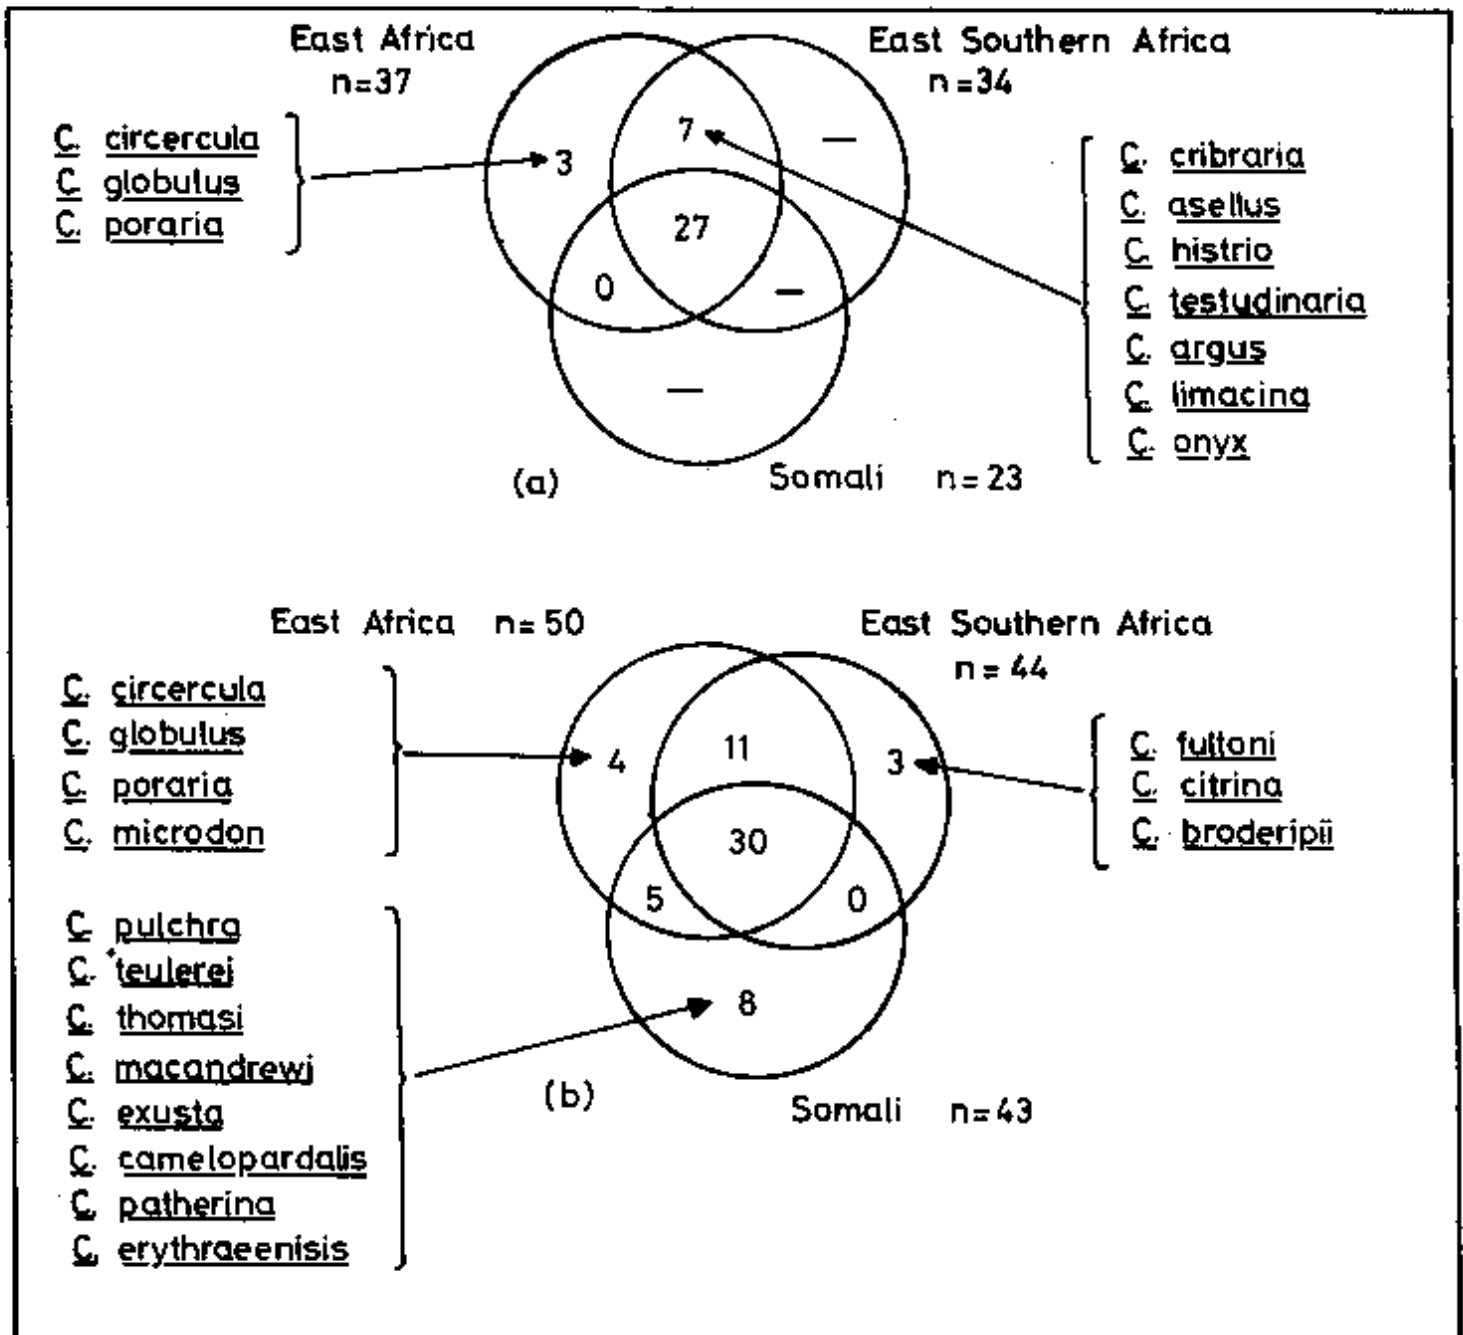 East Africa
n=37
East Southern Africa
n=34
C. circercula
C. globulus
C. poraria
3
7
—
27
0
—
—
C. cribraria
C. asellus
C. histrio
C. testydinaria
C. argus
C. limacina
C. onyx
(a)
Somali n=23
East Africa n=50
East Southern Africa
n=44
C. circercula
C. globulus
C. poraria
C. microdon
4
11
3
30
5
0
8
C. fultoni
C. citrina
C. broderipii
C. pulchra
C. teulerei
C. thomasi
C. macandrewi
C. exusta
C. camelopardalis
C. patherina
C. erythraeenisis
(b)
Somali n=43